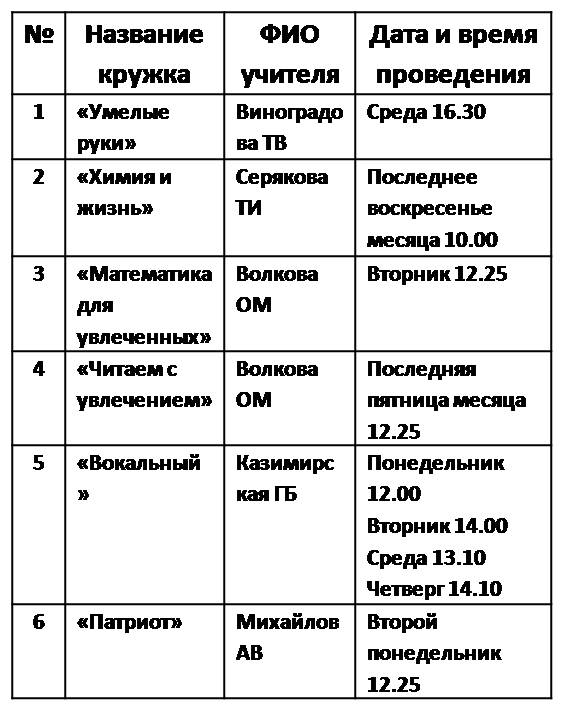 № Название кружка ФИО учителя Дата и время проведения
1 «Умелые руки» Виноградова ТВ Среда 16.30
2 «Химия и жизнь» Серякова ТИ Последнее воскресенье месяца 10.00
3 «Математика для увлеченных» Волкова ОМ Вторник 12.25
4 «Читаем с увлечением» Волкова ОМ Последняя пятница месяца 12.25
5 «Вокальный» Казимирская ГБ Понедельник 12.00
Вторник 14.00
Среда 13.10
Четверг 14.10
6 «Патриот» Михайлов АВ Второй понедельник 12.25